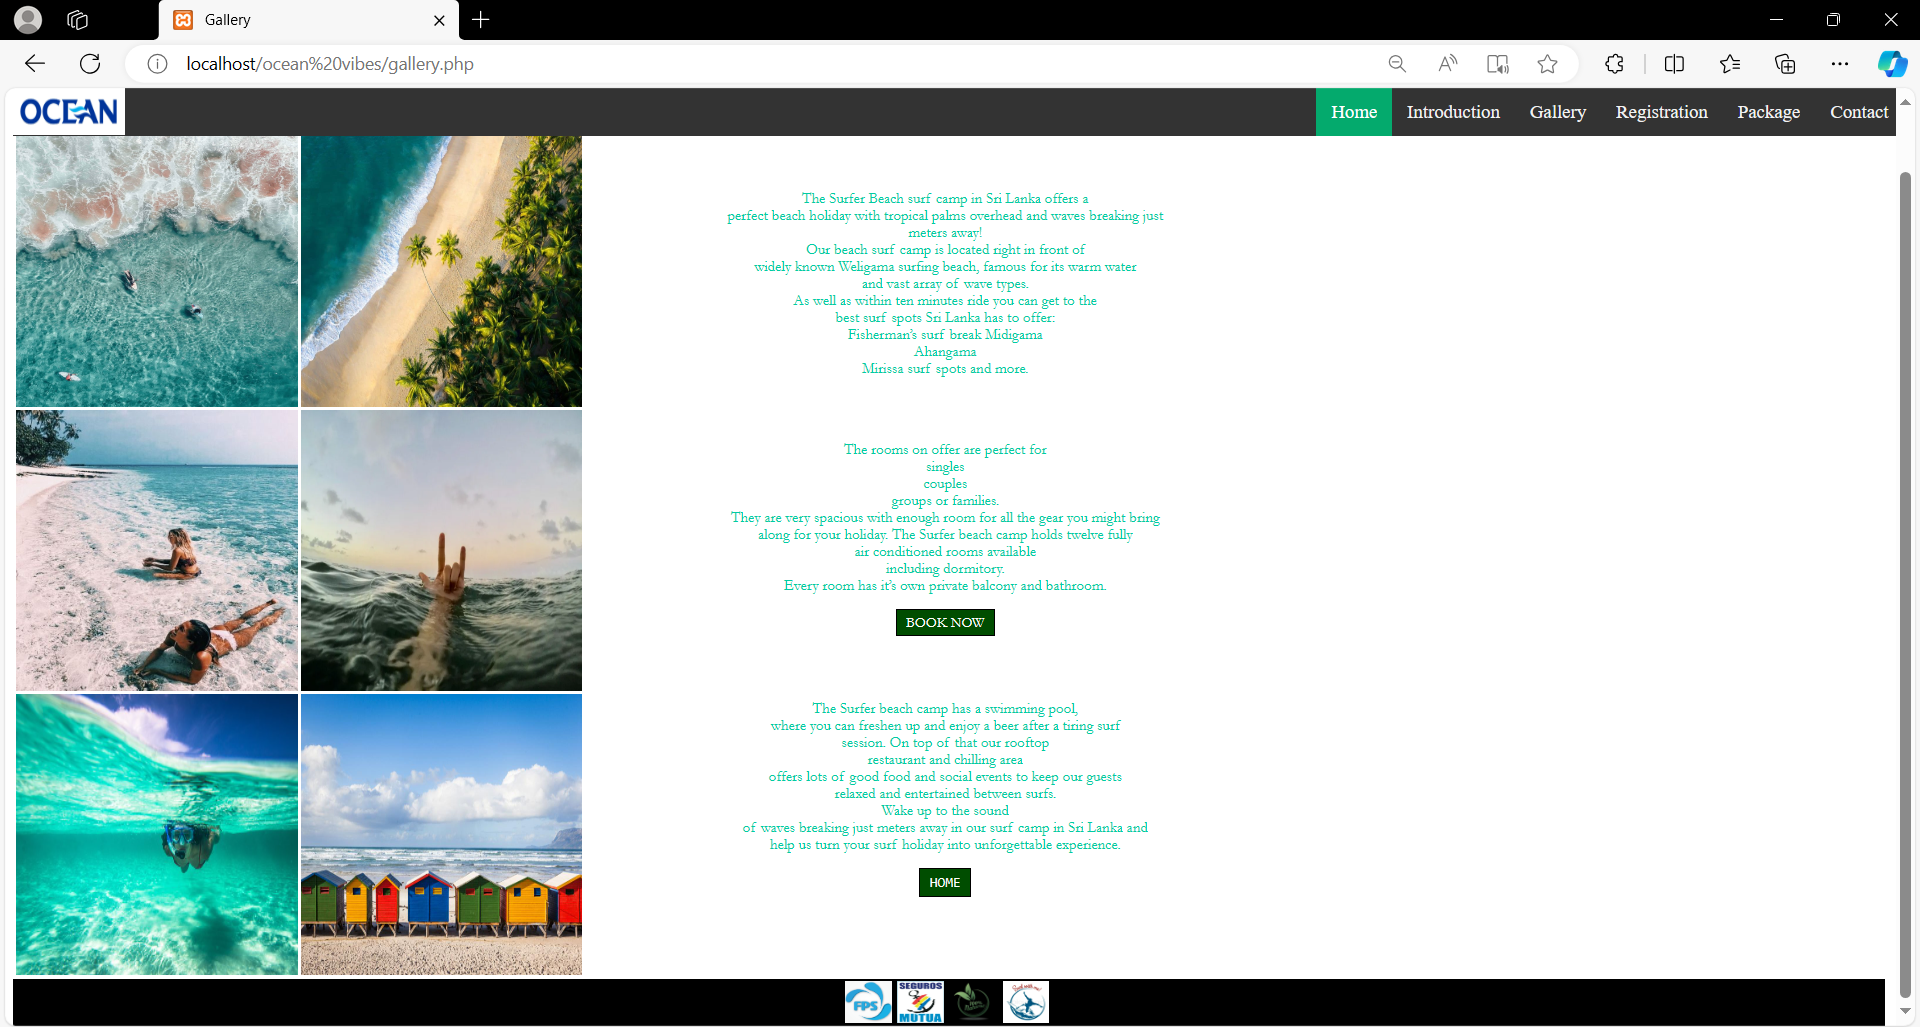 Gallery
localhost/ocean%20vibes/gallery.php
OCEAN
Home Introduction Gallery Registration Package Contact
The Surfer Beach surf camp in Sri Lanka offers a
perfect beach holiday with tropical palms overhead and waves breaking just
meters away!
Our beach surf camp is located right in front of
widely known Weligama surfing beach, famous for its warm water
and vast array of wave types.
As well as within ten minutes ride you can get to the
best surf spots Sri Lanka has to offer:
Fisherman's surf break Midigama
Ahangama
Mirissa surf spots and more.
The rooms on offer are perfect for
singles
couples
groups or families.
They are very spacious with enough room for all the gear you might bring
along for your holiday. The Surfer beach camp holds twelve fully
air conditioned rooms available
including dormitory.
Every room has it's own private balcony and bathroom.
BOOK NOW
The Surfer beach camp has a swimming pool,
where you can freshen up and enjoy a beer after a tiring surf
session. On top of that our rooftop
restaurant and chilling area
offers lots of good food and social events to keep our guests
relaxed and entertained between surfs.
Wake up to the sound
of waves breaking just meters away in our surf camp in Sri Lanka and
help us turn your surf holiday into unforgettable experience.
HOME
FPS
SEGUROS
MUTUA